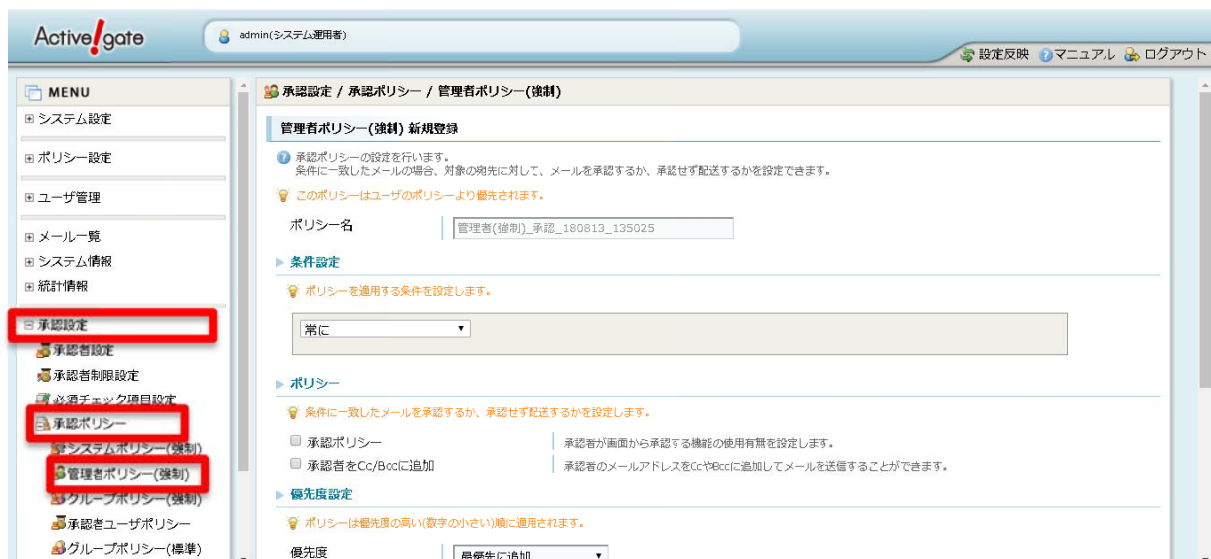 Active! gate
admin(システム運用者)
設定反映 マニュアル ログアウト
MENU
システム設定
ポリシー設定
ユーザ管理
メール一覧
システム情報
統計情報
承認設定
承認者設定
承認者制限設定
必須チェック項目設定
承認ポリシー
システムポリシー(強制)
管理者ポリシー(強制)
グループポリシー(強制)
承認者ユーザポリシー
グループポリシー(標準)
承認設定 / 承認ポリシー / 管理者ポリシー(強制)
管理者ポリシー(強制) 新規登録
承認ポリシーの設定を行います。
条件に一致したメールの場合、対象の宛先に対して、メールを承認するか、承認せず配送するかを設定できます。
このポリシーはユーザのポリシーより優先されます。
ポリシー名 管理者(強制)_承認_180813_135025
条件設定
ポリシーを適用する条件を設定します。
常に
ポリシー
条件に一致したメールを承認するか、承認せず配送するかを設定します。
承認ポリシー 承認者が画面から承認する機能の使用有無を設定します。
承認者をCc/Bccに追加 承認者のメールアドレスをCcやBccに追加してメールを送信することができます。
優先度設定
ポリシーは優先度の高い(数字の小さい)順に適用されます。
優先度 最優先に追加